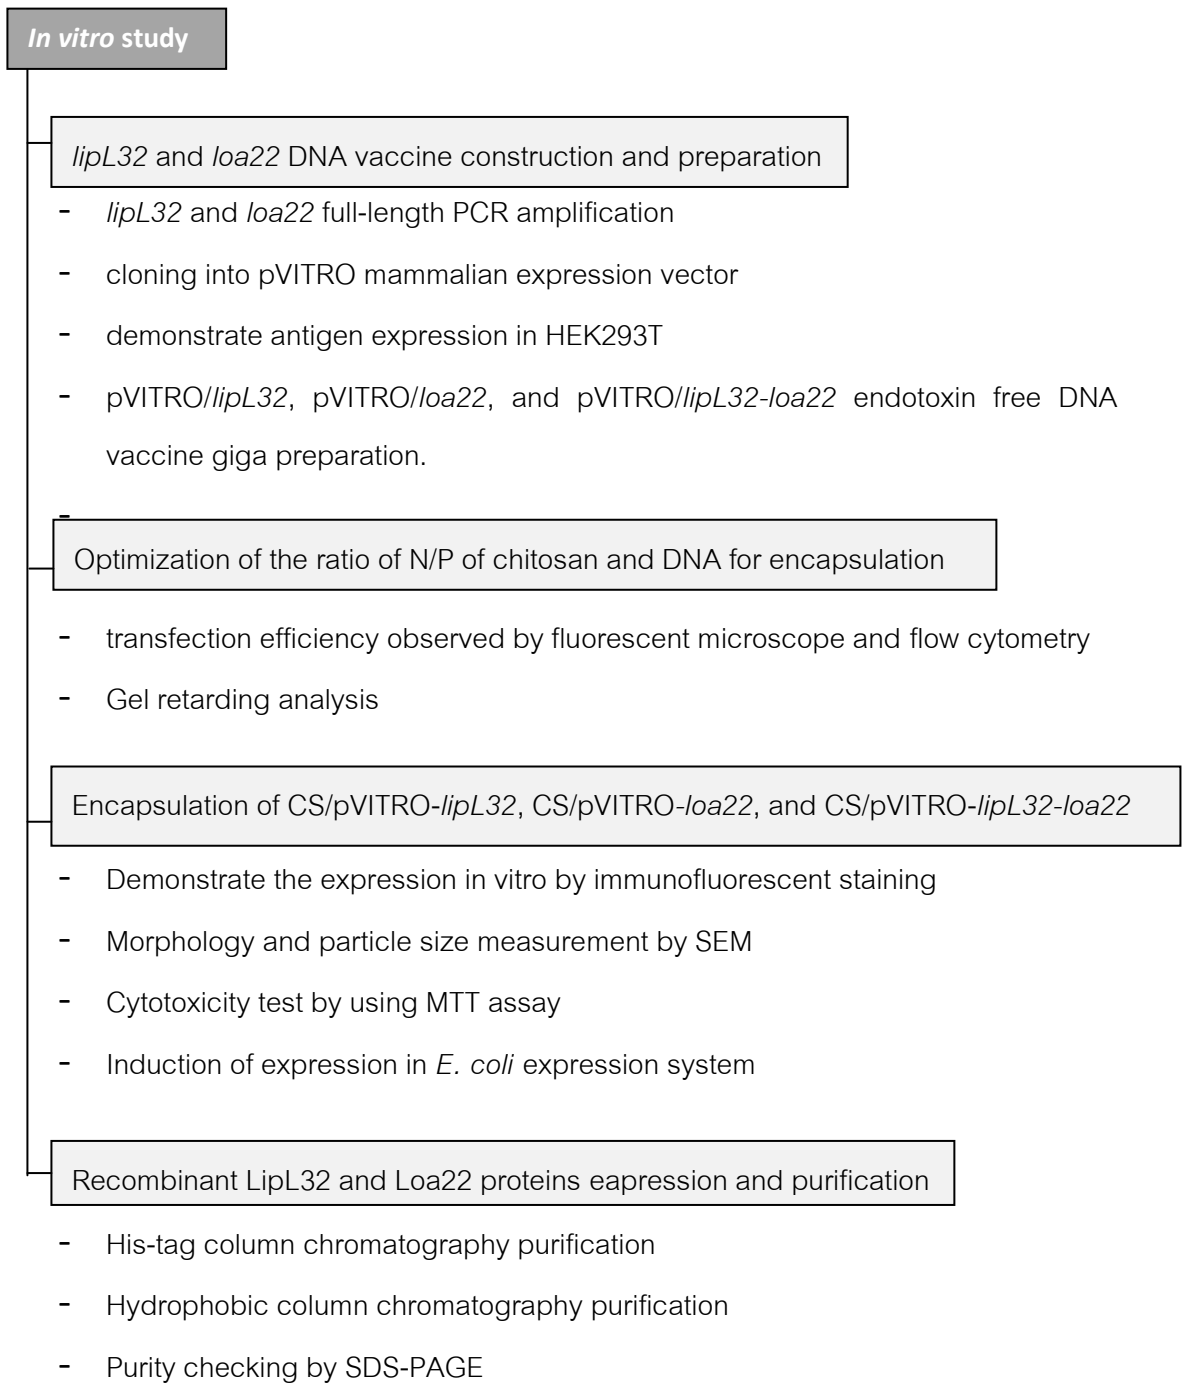 In vitro study
lipL32 and loa22 DNA vaccine construction and preparation
- lipL32 and loa22 full-length PCR amplification
- cloning into pVITRO mammalian expression vector
- demonstrate antigen expression in HEK293T
- pVITRO/lipL32, pVITRO/loa22, and pVITRO/lipL32-loa22 endotoxin free DNA
vaccine giga preparation.
-
Optimization of the ratio of N/P of chitosan and DNA for encapsulation
- transfection efficiency observed by fluorescent microscope and flow cytometry
- Gel retarding analysis
Encapsulation of CS/pVITRO-lipL32, CS/pVITRO-loa22, and CS/pVITRO-lipL32-loa22
- Demonstrate the expression in vitro by immunofluorescent staining
- Morphology and particle size measurement by SEM
- Cytotoxicity test by using MTT assay
- Induction of expression in E. coli expression system
Recombinant LipL32 and Loa22 proteins eapression and purification
- His-tag column chromatography purification
- Hydrophobic column chromatography purification
- Purity checking by SDS-PAGE